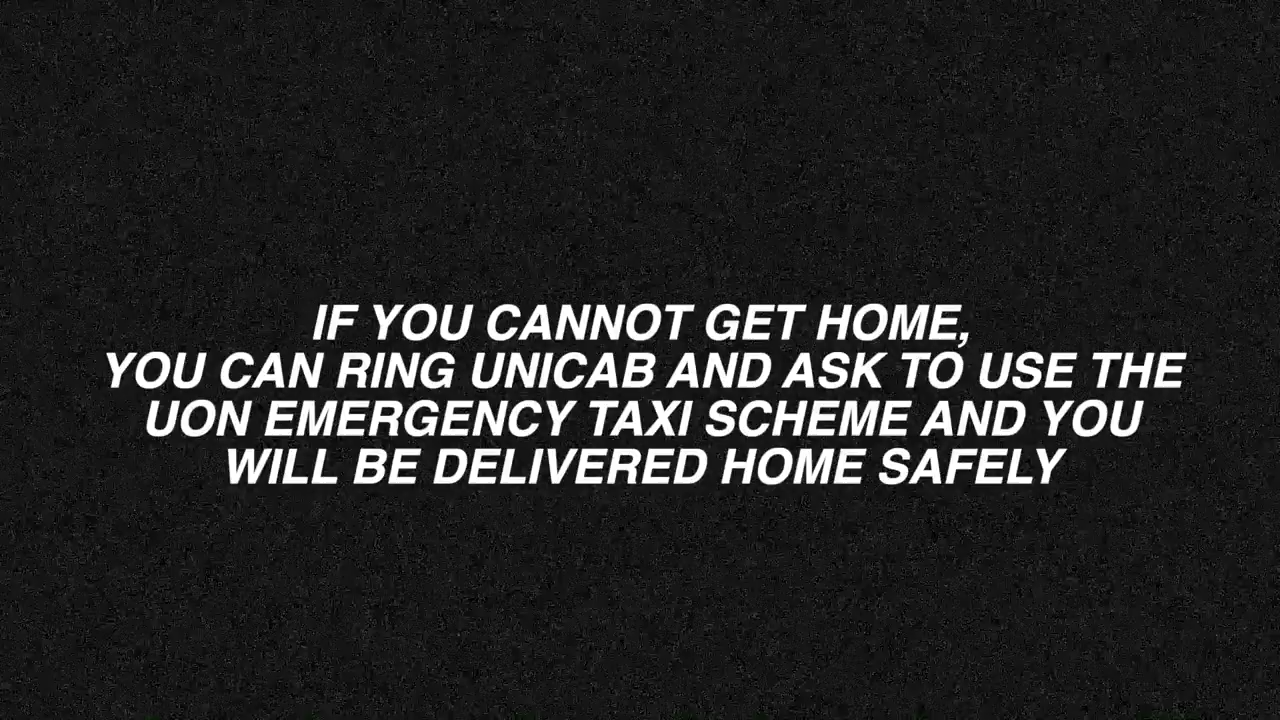 IF YOU CANNOT GET HOME,
YOU CAN RING UNICAB AND ASK TO USE THE
UON EMERGENCY TAXI SCHEME AND YOU
WILL BE DELIVERED HOME SAFELY